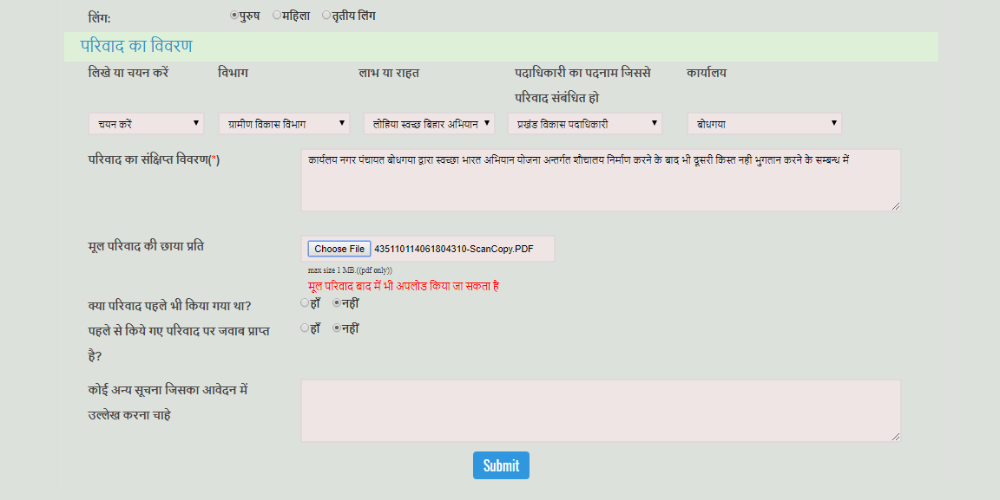 लिंग: पुरुष महिला तृतीय लिंग
परिवाद का विवरण
लिखे या चयन करें विभाग लाभ या राहत पदाधिकारी का पदनाम जिससे कार्यालय
परिवाद संबंधित हो
चयन करें ग्रामीण विकास विभाग लोहिया स्वच्छ बिहार अभियान प्रखंड विकास पदाधिकारी बोधगया
परिवाद का संक्षिप्त विवरण(*) कार्यलय नगर पंचायत बोधगया द्वारा स्वच्छा भारत अभियान योजना अन्तर्गत शौचालय निर्माण करने के बाद भी दूसरी किस्त नही भुगतान करने के सम्बन्ध में
मूल परिवाद की छाया प्रति Choose File 435110114061804310-ScanCopy.PDF
max size 1 MB.((pdf only))
मूल परिवाद बाद में भी अपलोड किया जा सकता है
क्या परिवाद पहले भी किया गया था? हाँ नहीं
पहले से किये गए परिवाद पर जवाब प्राप्त हाँ नहीं
है?
कोई अन्य सूचना जिसका आवेदन में
उल्लेख करना चाहे
Submit